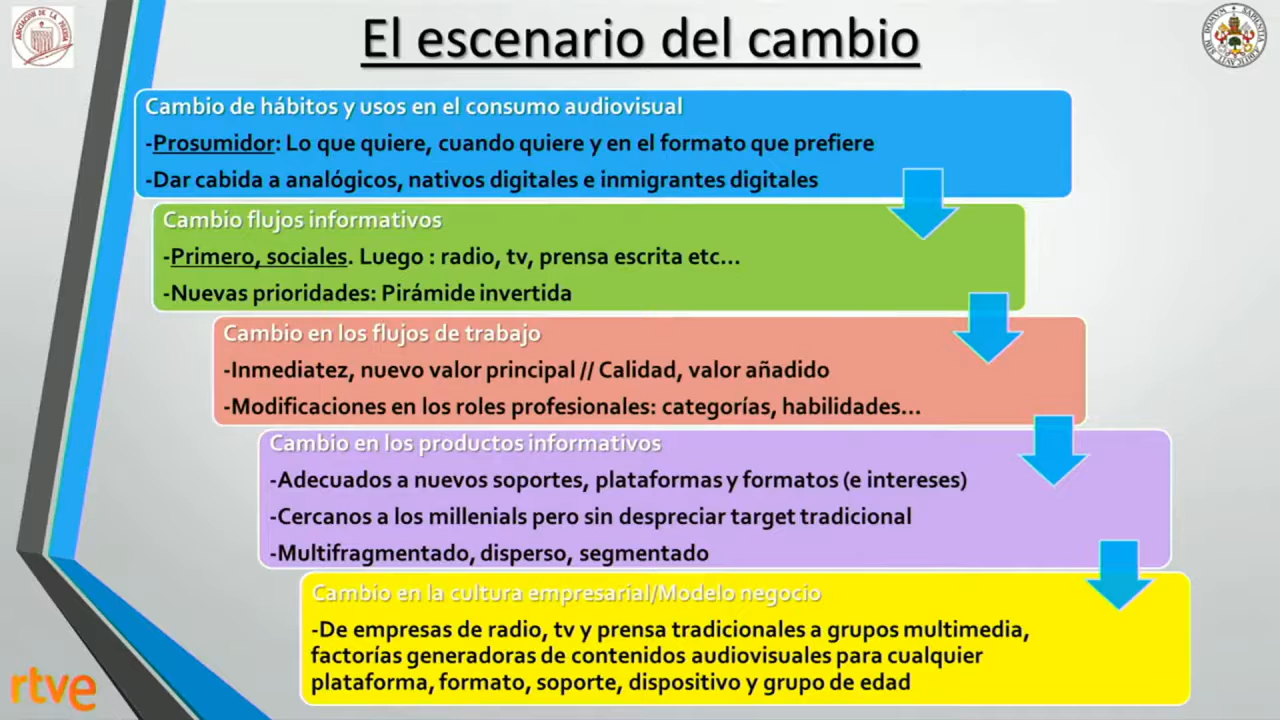 ASOCIACIÓN DE LA PRENSA
El escenario del cambio
Cambio de hábitos y usos en el consumo audiovisual
-Prosumidor: Lo que quiere, cuando quiere y en el formato que prefiere
-Dar cabida a analógicos, nativos digitales e inmigrantes digitales
Cambio flujos informativos
-Primero, sociales. Luego : radio, tv, prensa escrita etc...
-Nuevas prioridades: Pirámide invertida
Cambio en los flujos de trabajo
-Inmediatez, nuevo valor principal // Calidad, valor añadido
-Modificaciones en los roles profesionales: categorías, habilidades...
Cambio en los productos informativos
-Adecuados a nuevos soportes, plataformas y formatos (e intereses)
-Cercanos a los millenials pero sin despreciar target tradicional
-Multifragmentado, disperso, segmentado
Cambio en la cultura empresarial/Modelo negocio
-De empresas de radio, tv y prensa tradicionales a grupos multimedia,
factorías generadoras de contenidos audiovisuales para cualquier
plataforma, formato, soporte, dispositivo y grupo de edad
rtve